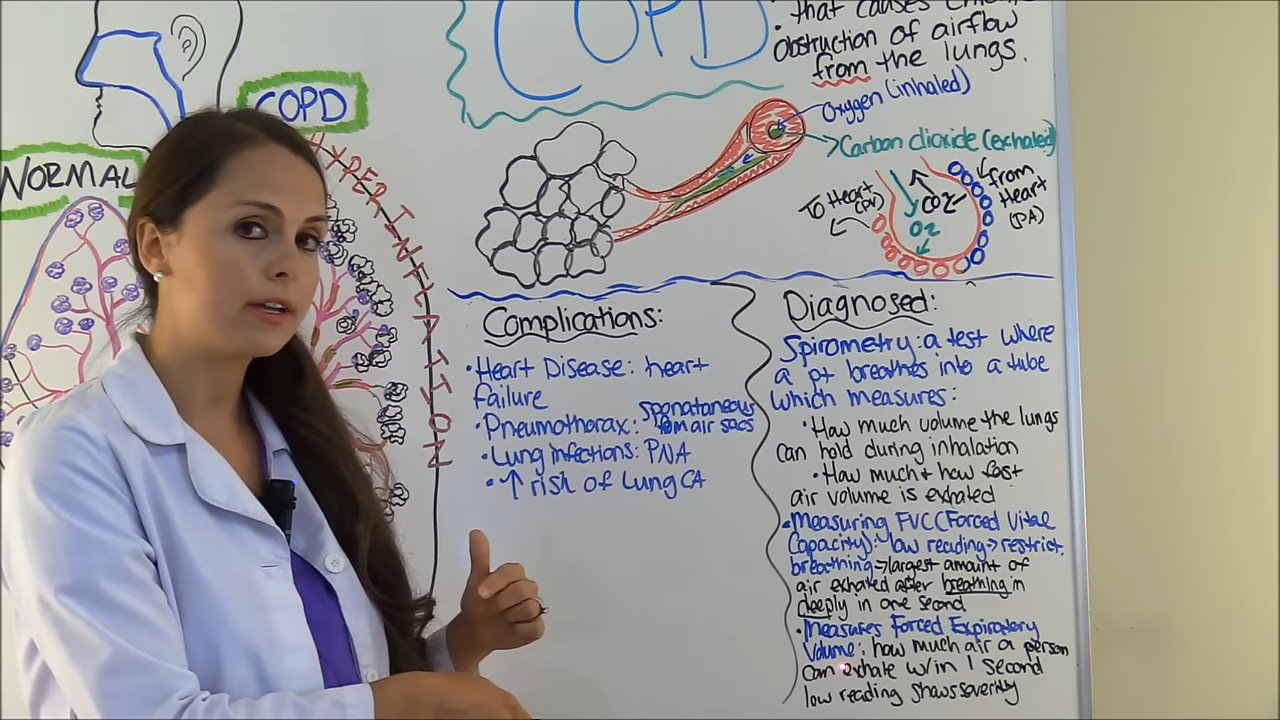 COPD
that causes
obstruction of airflow
from the lungs.
COPD
NORMAL
HYPERINFLATION
Oxygen (inhaled)
Carbon dioxide (exhaled)
To Heart
(PV)
CO2
O2
from
Heart
(PA)
Complications:
• Heart Disease: heart
failure
• Pneumothorax: sponataneous
air sacs
• Lung infections: PNA
• ↑ risk of Lung CA
Diagnosed:
Spirometry: a test where
a pt breathes into a tube
which measures:
• How much volume the lungs
can hold during inhalation
• How much + how fast
air volume is exhaled
• Measuring FVC (Forced Vital
Capacity): low reading → restrict.
breathing → largest amount of
air exhaled after breathing in
deeply in one second
• Measures Forced Expiratory
Volume: how much air a person
can exhale w/in 1 second
low reading shows severity